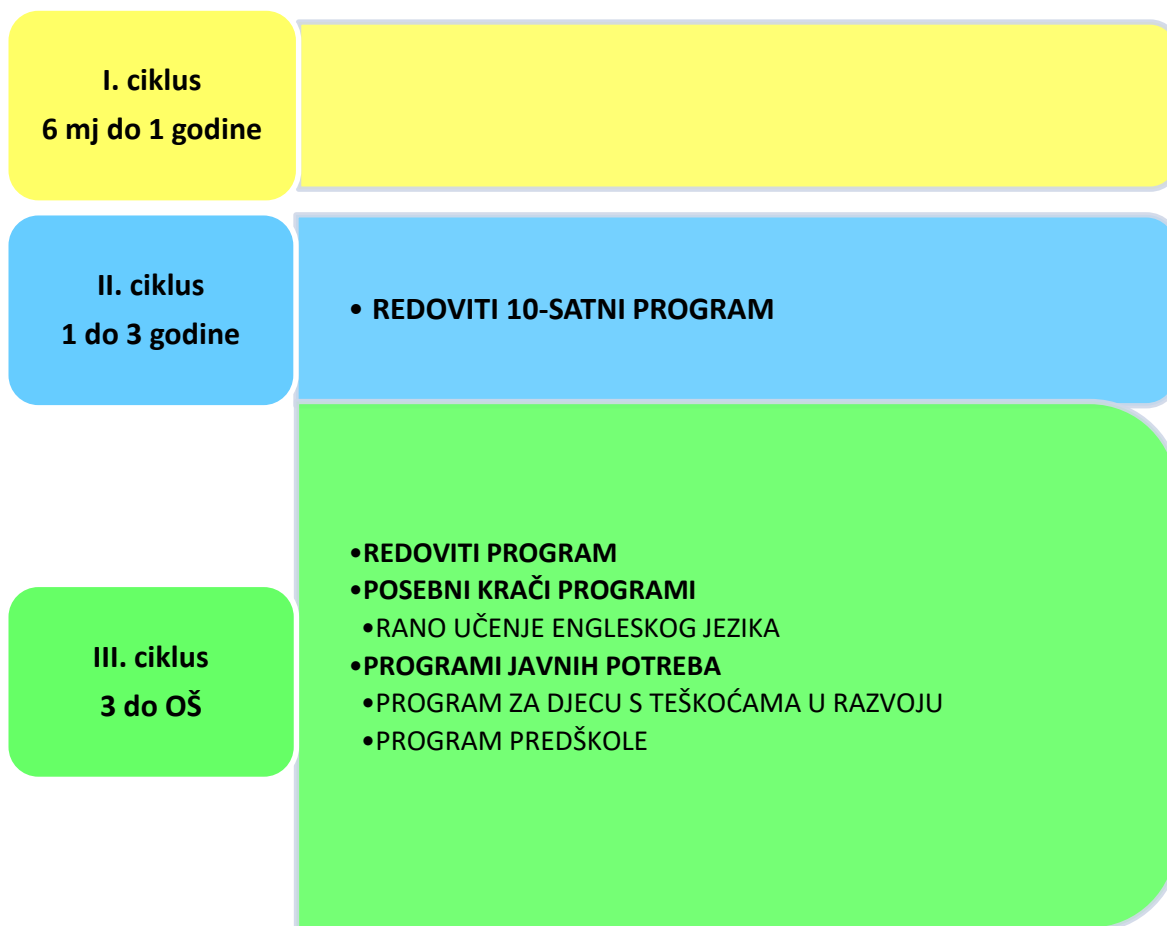 I. ciklus
6 mj do 1 godine
II. ciklus
1 do 3 godine
• REDOVITI 10-SATNI PROGRAM
III. ciklus
3 do OŠ
•REDOVITI PROGRAM
•POSEBNI KRAČI PROGRAMI
•RANO UČENJE ENGLESKOG JEZIKA
•PROGRAMI JAVNIH POTREBA
•PROGRAM ZA DJECU S TEŠKOĆAMA U RAZVOJU
•PROGRAM PREDŠKOLE